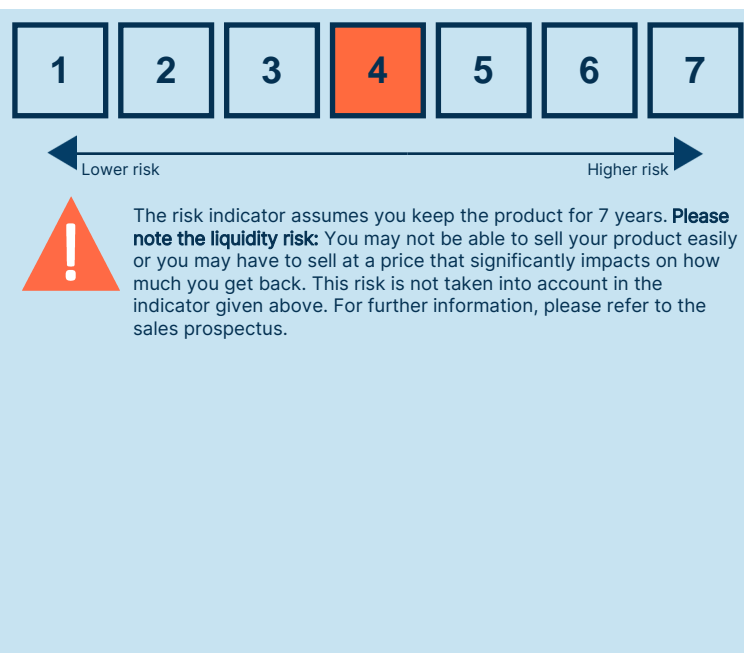 1 2 3 4 5 6 7
Lower risk Higher risk
!
The risk indicator assumes you keep the product for 7 years. Please
note the liquidity risk: You may not be able to sell your product easily
or you may have to sell at a price that significantly impacts on how
much you get back. This risk is not taken into account in the
indicator given above. For further information, please refer to the
sales prospectus.